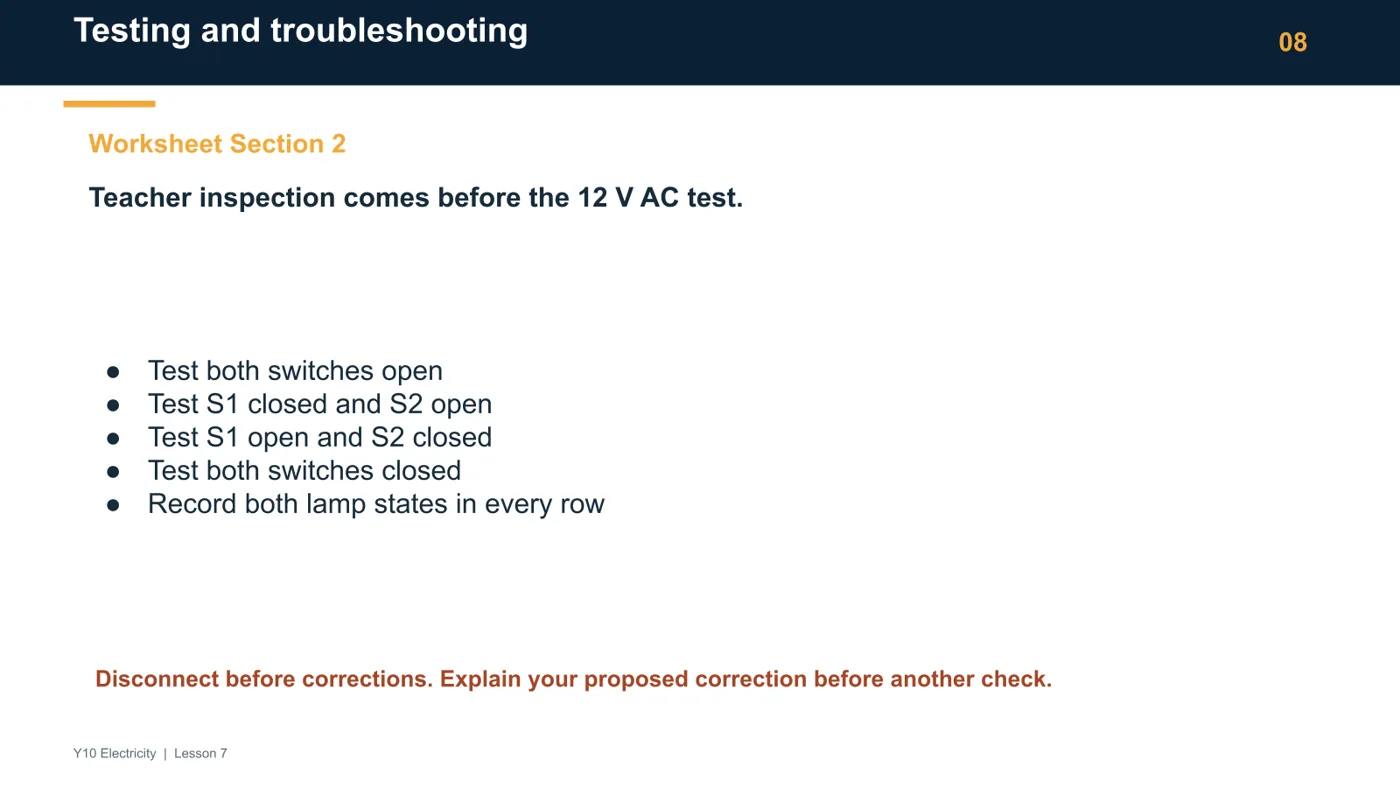 Testing and troubleshooting
08
Worksheet Section 2
Teacher inspection comes before the 12 V AC test.
● Test both switches open
● Test S1 closed and S2 open
● Test S1 open and S2 closed
● Test both switches closed
● Record both lamp states in every row
Disconnect before corrections. Explain your proposed correction before another check.
Y10 Electricity | Lesson 7